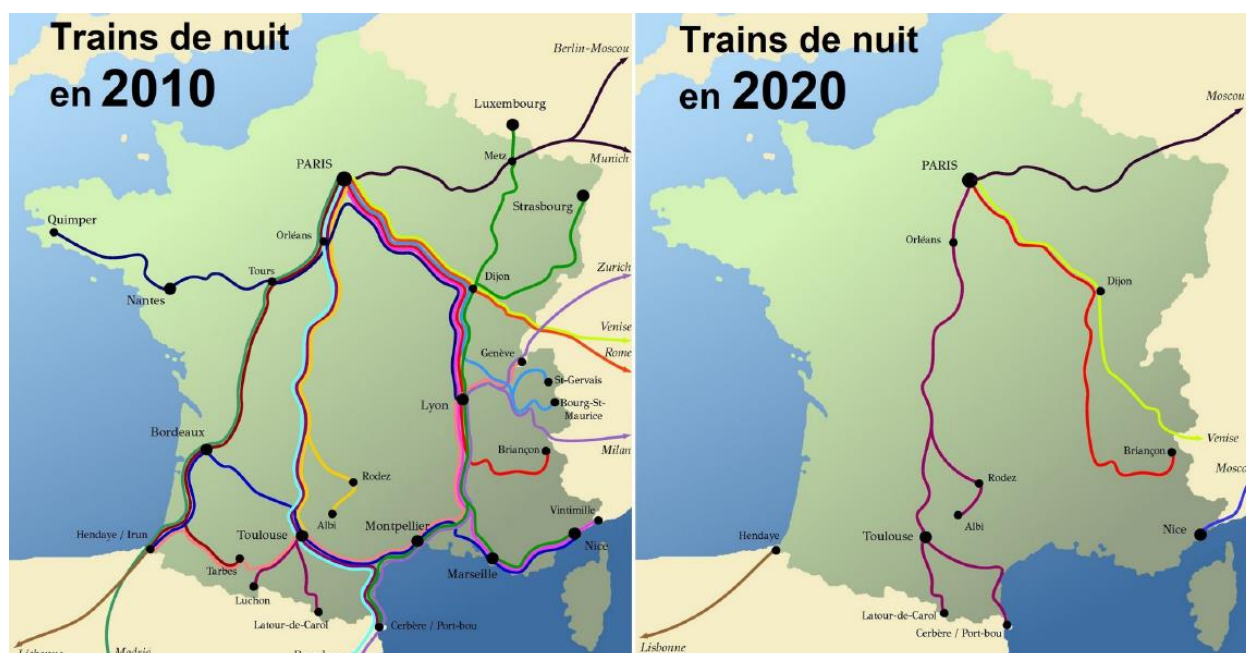 Trains de nuit
en 2010
Berlin-Moscou
Luxembourg
Metz
Munich
PARIS
Strasbourg
Quimper
Orléans
Tours
Nantes
Dijon
Zurich
Venise
Rome
Genève
St-Gervais
Bourg-St-
Maurice
Lyon
Milan
Bordeaux
Briançon
Rodez
Albi
Vintimille
Hendaye / Irun
Toulouse
Montpellier
Nice
Marseille
Tarbes
Luchon
Latour-de-Carol
Cerbère / Port-bou
Lisbonne
Madrid
Trains de nuit
en 2020
Moscou
PARIS
Orléans
Dijon
Venise
Briançon
Rodez
Albi
Toulouse
Nice
Hendaye
Latour-de-Carol
Cerbère / Port-bou
Lisbonne